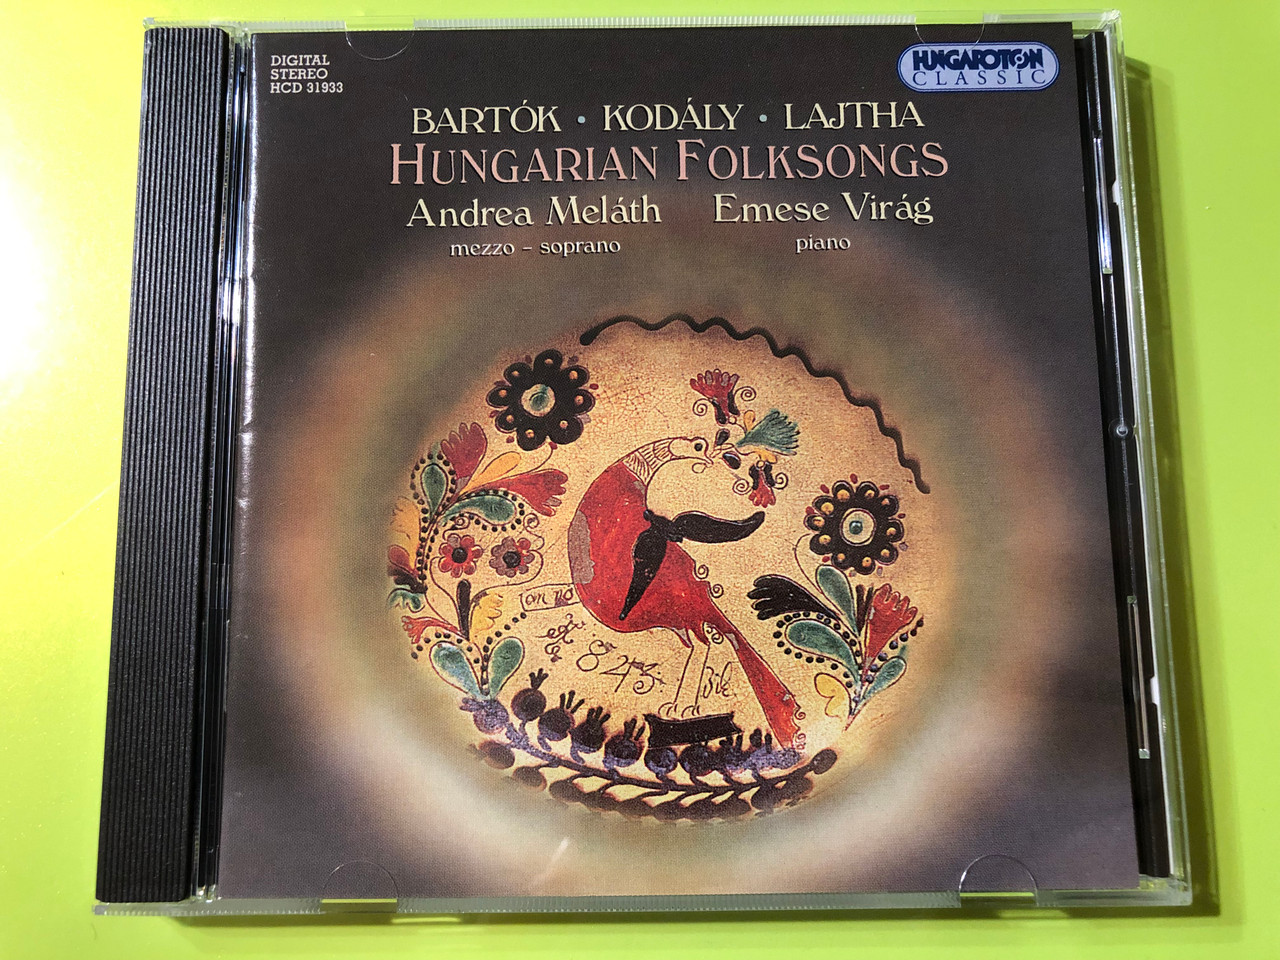 DIGITAL
STEREO
HCD 31933
HUNGAROTON
CLASSIC
BARTÓK • KODÁLY • LAJTHA
HUNGARIAN FOLKSONGS
Andrea Meláth Emese Virág
mezzo – soprano piano